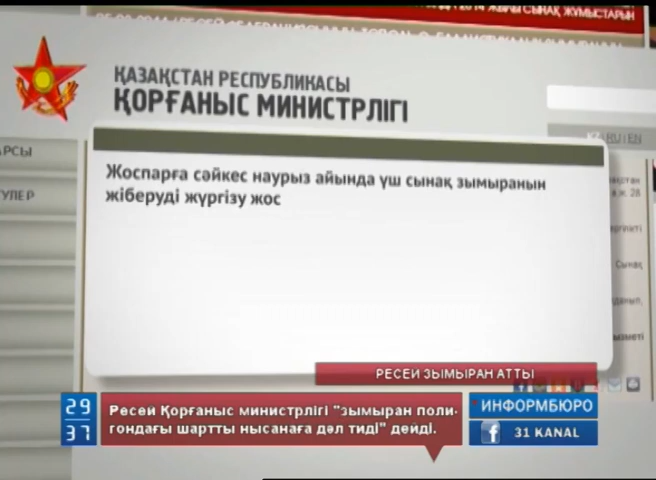 ҚАЗАҚСТАН РЕСПУБЛИКАСЫ
ҚОРҒАНЫС МИНИСТРЛІГІ
Жоспарға сәйкес наурыз айында үш сынақ зымыранын
жіберуді жүргізу жос
РЕСЕЙ ЗЫМЫРАН АТТЫ
29
37
Ресей Қорғаныс министрлігі "зымыран поли-
гондағы шартты нысанаға дәл тиді" дейді.
ИНФОРМБЮРО
31 KANAL